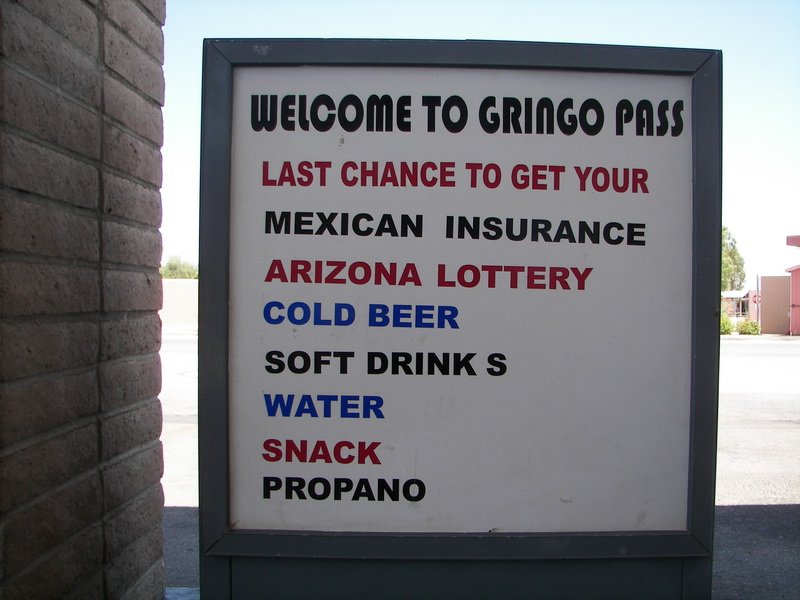 WELCOME TO GRINGO PASS
LAST CHANCE TO GET YOUR
MEXICAN INSURANCE
ARIZONA LOTTERY
COLD BEER
SOFT DRINK S
WATER
SNACK
PROPANO